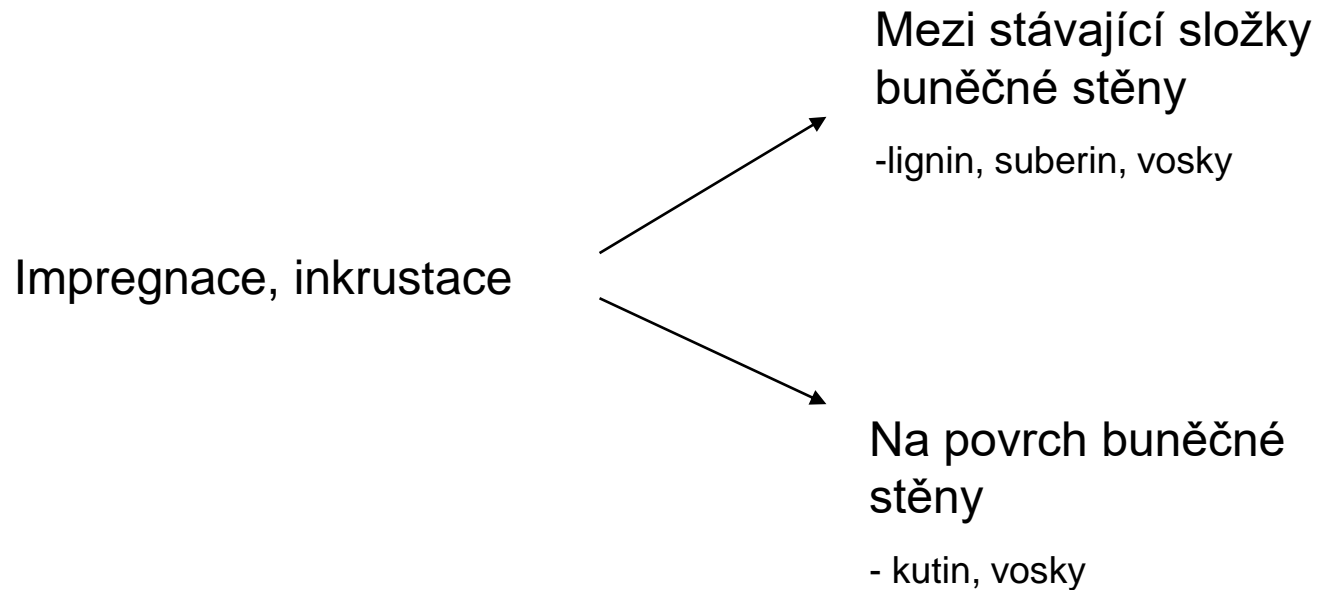 Mezi stávající složky
buněčné stěny
-lignin, suberin, vosky
Impregnace, inkrustace
Na povrch buněčné
stěny
- kutin, vosky